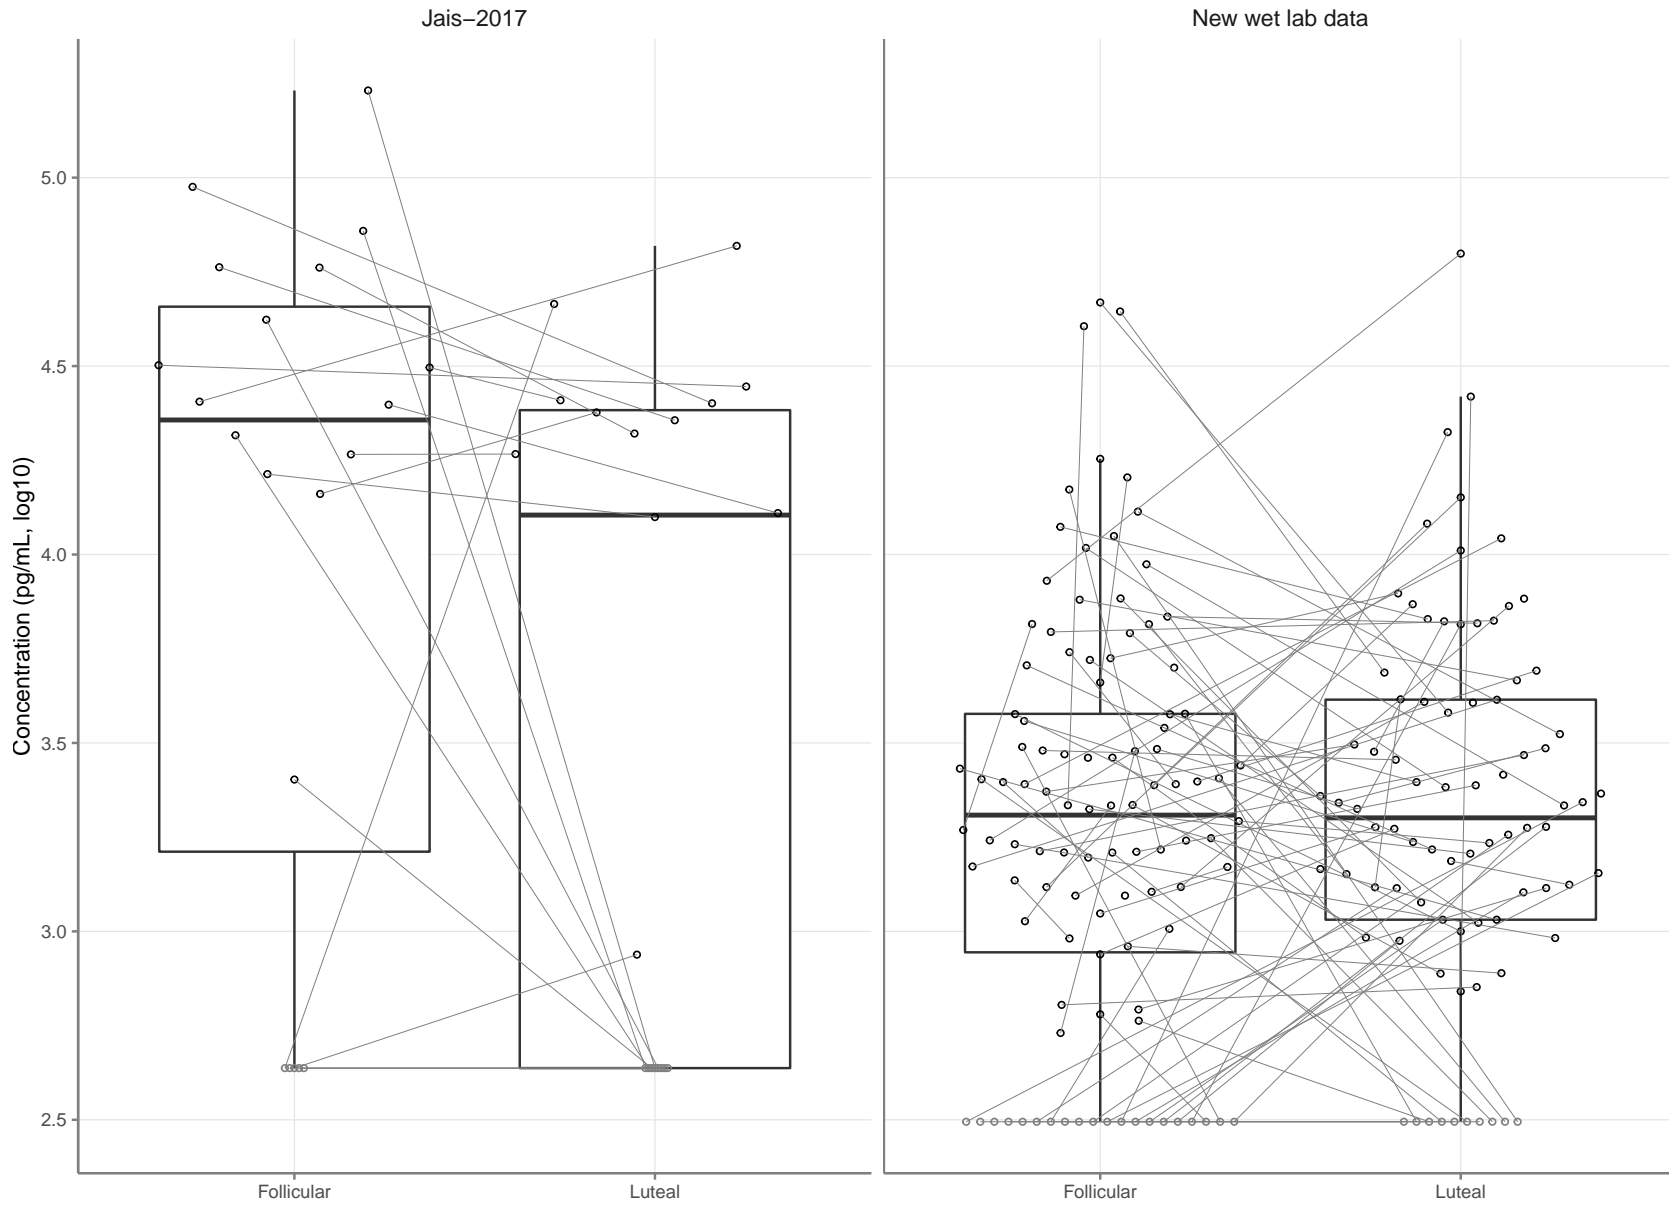 Jais−2017
New wet lab data
Concentration (pg/mL, log10)
5.0
4.5
4.0
3.5
3.0
2.5
Follicular
Luteal
Follicular
Luteal